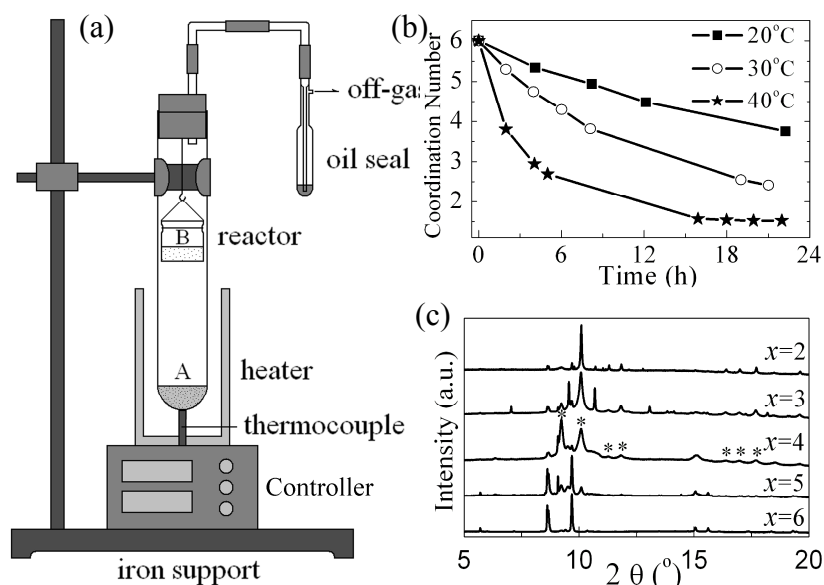 (a)
off-gas
oil seal
B
reactor
A
heater
thermocouple
Controller
iron support
(b)
Coordination Number
6
5
4
3
2
20°C
30°C
40°C
0 6 12 18 24
Time (h)
(c)
Intensity (a.u.)
x=2
x=3
* * * * * * *
x=4
x=5
x=6
5 10 15 20
2 θ (°)